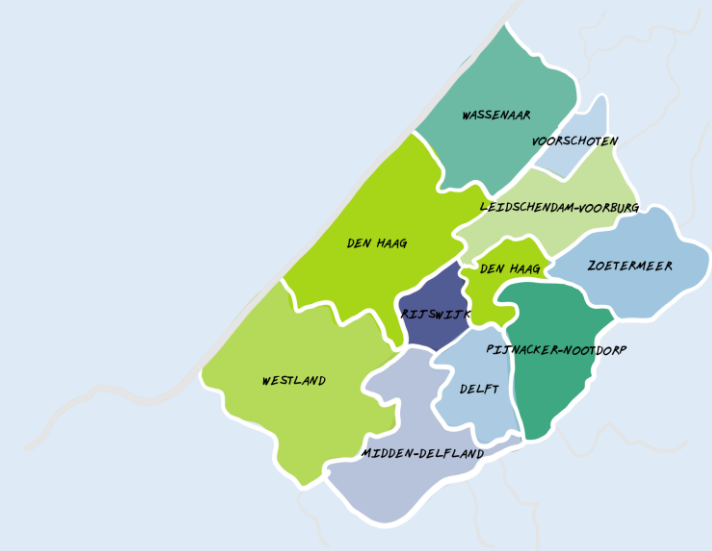 WASSENAAR
VOORSCHOTEN
LEIDSCHENDAM-VOORBURG
DEN HAAG
DEN HAAG
ZOETERMEER
RIJSWIJK
PIJNACKER-NOOTDORP
WESTLAND
DELFT
MIDDEN-DELFLAND